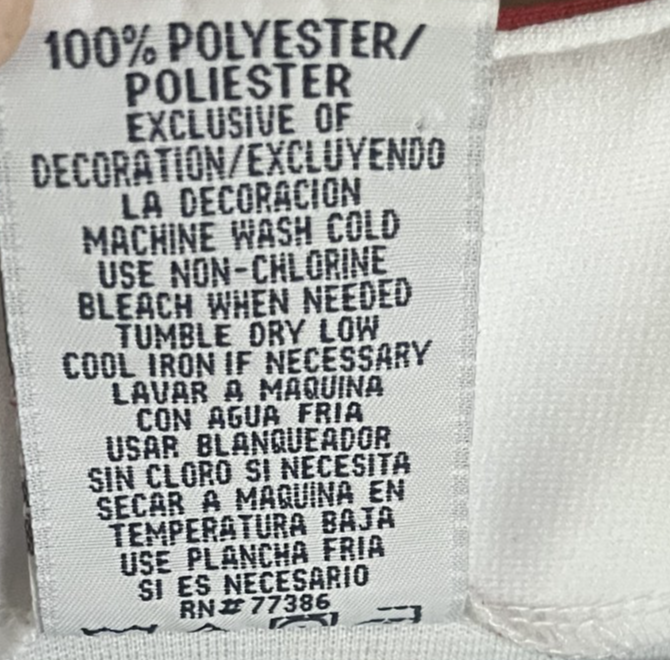 100% POLYESTER/
POLIESTER
EXCLUSIVE OF
DECORATION/EXCLUYENDO
LA DECORACION
MACHINE WASH COLD
USE NON-CHLORINE
BLEACH WHEN NEEDED
TUMBLE DRY LOW
COOL IRON IF NECESSARY
LAVAR A MAQUINA
CON AGUA FRIA
USAR BLANQUEADOR
SIN CLORO SI NECESITA
SECAR A MAQUINA EN
TEMPERATURA BAJA
USE PLANCHA FRIA
SI ES NECESARIO
RN# 77386